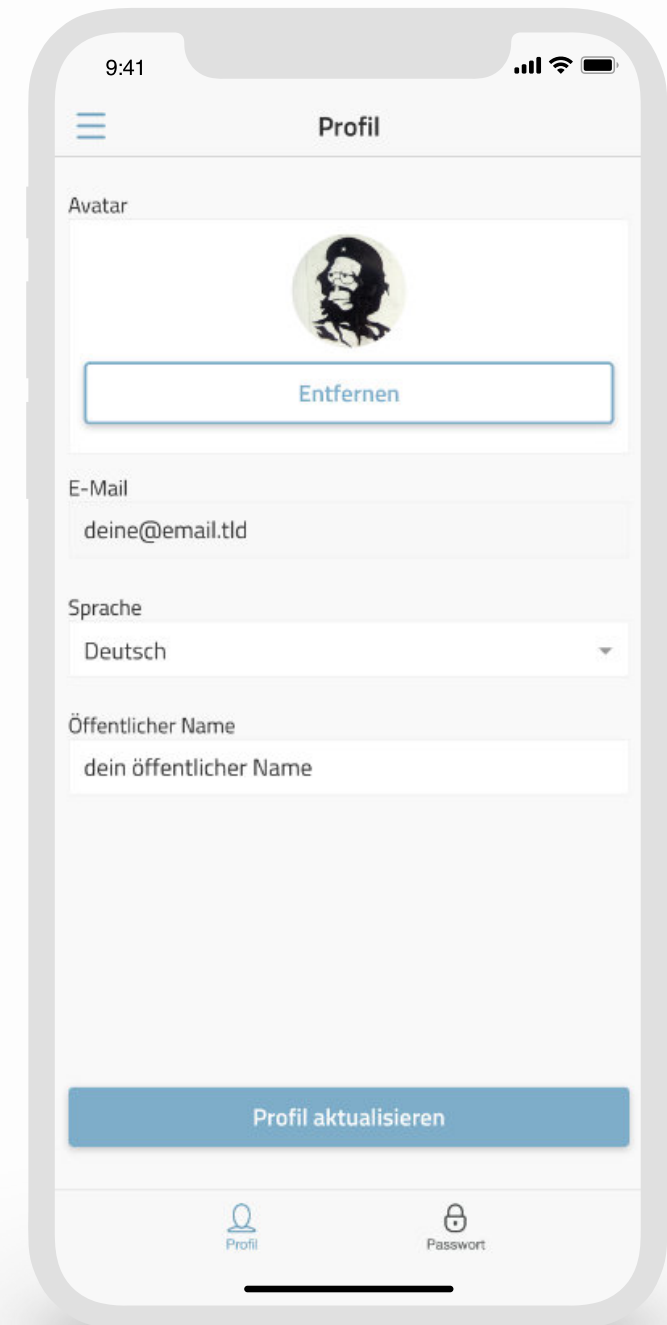 9:41
Profil
Avatar
Entfernen
E-Mail
deine@email.tld
Sprache
Deutsch
Öffentlicher Name
dein öffentlicher Name
Profil aktualisieren
Profil
Passwort